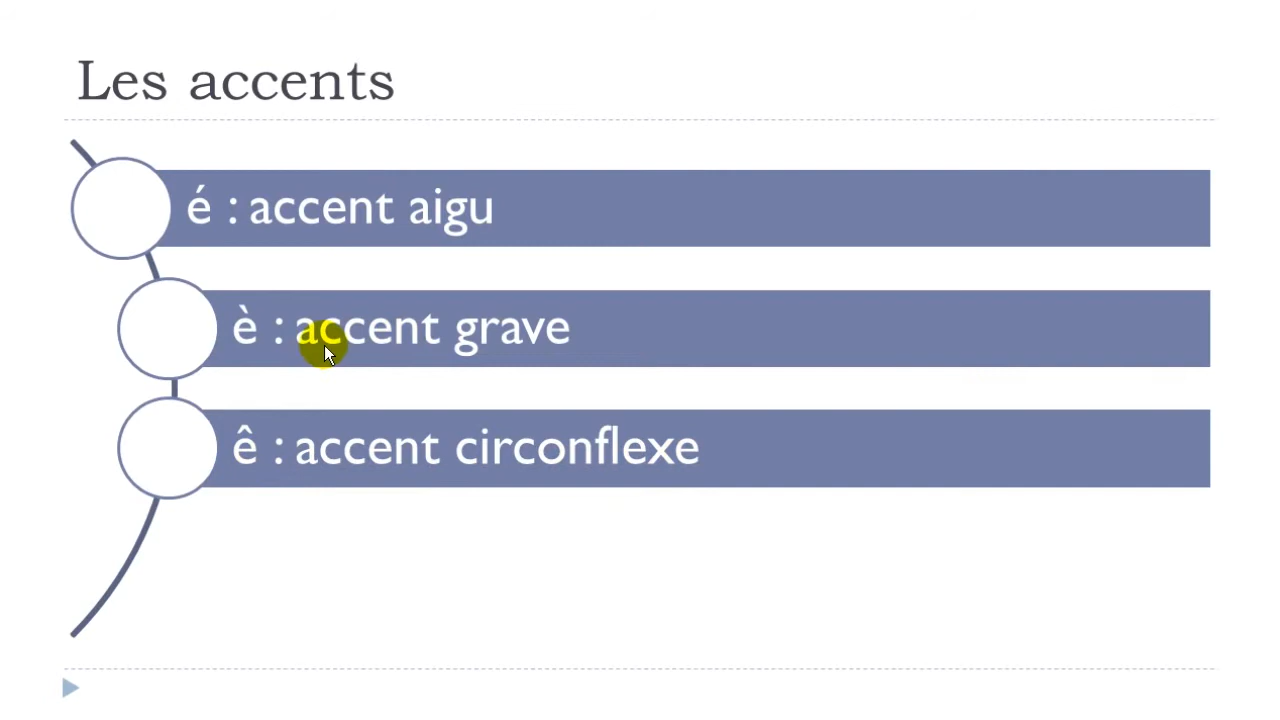 Les accents
é : accent aigu
è : accent grave
ê : accent circonflexe